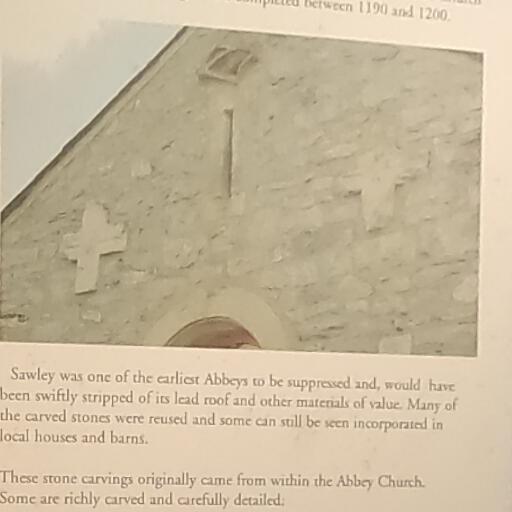 completed between 1190 and 1200.
Sawley was one of the earliest Abbeys to be suppressed and, would have
been swiftly stripped of its lead roof and other materials of value. Many of
the carved stones were reused and some can still be seen incorporated in
local houses and barns.
These stone carvings originally came from within the Abbey Church.
Some are richly carved and carefully detailed.